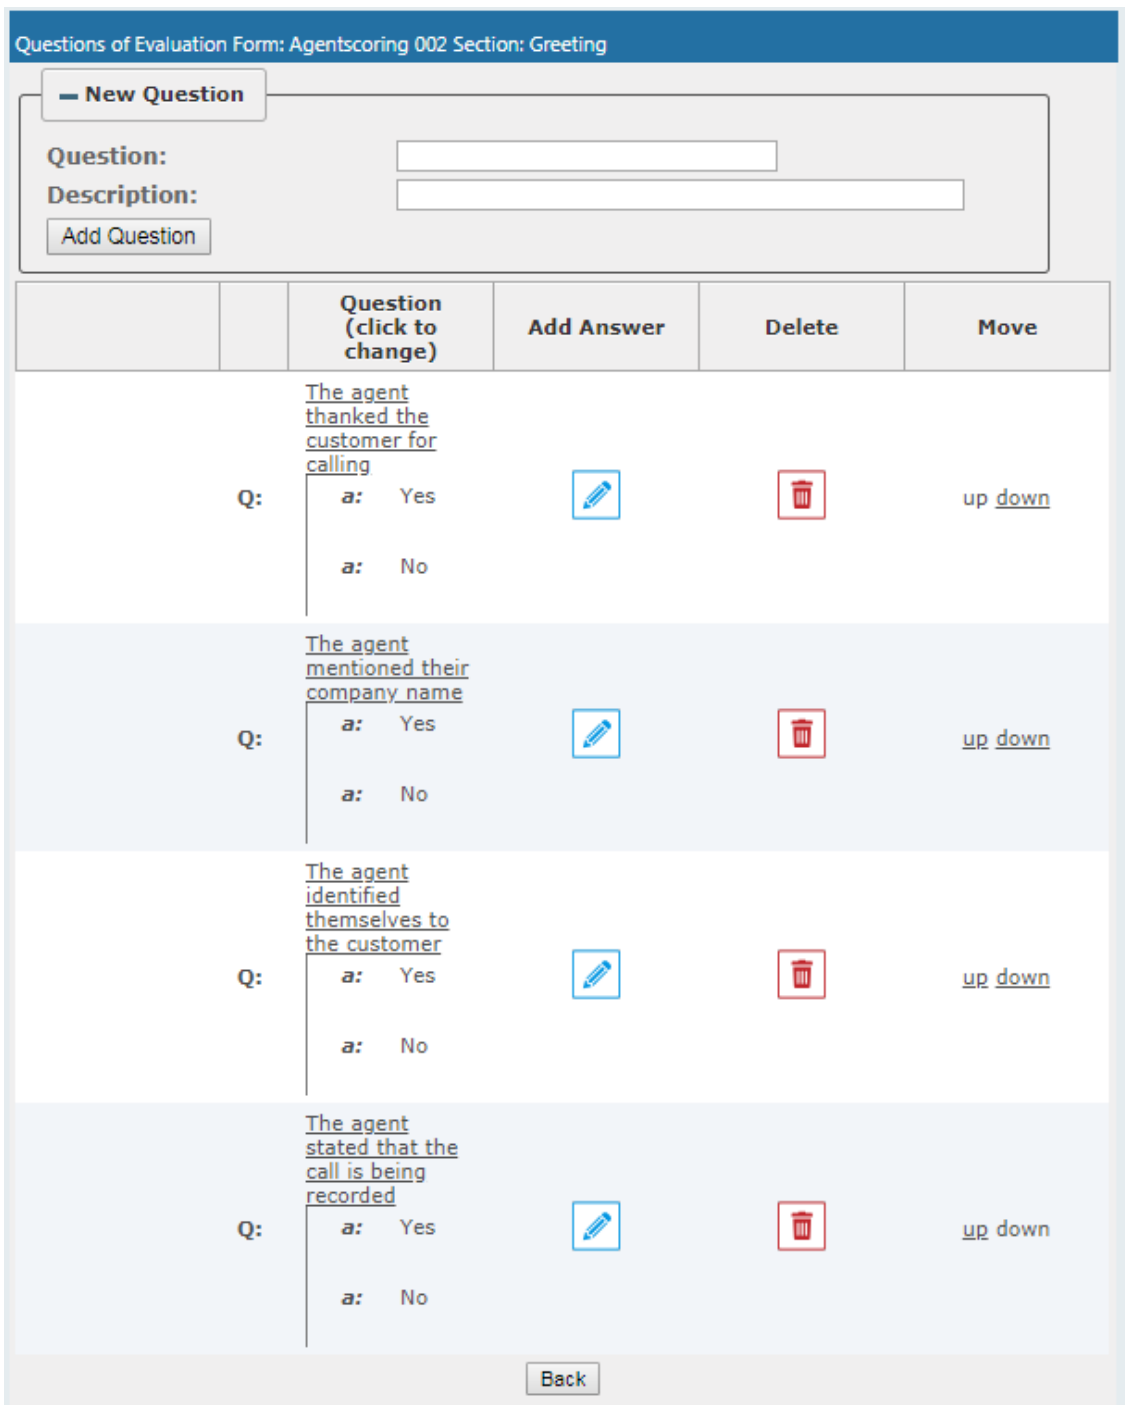 Questions of Evaluation Form: Agentscoring 002 Section: Greeting
New Question
Question:
Description:
Add Question
Question
(click to
change)
Add Answer
Delete
Move
The agent
thanked the
customer for
calling
Q:
a: Yes
up down
a: No
The agent
mentioned their
company name
Q:
a: Yes
up down
a: No
The agent
identified
themselves to
the customer
Q:
a: Yes
up down
a: No
The agent
stated that the
call is being
recorded
Q:
a: Yes
up down
a: No
Back